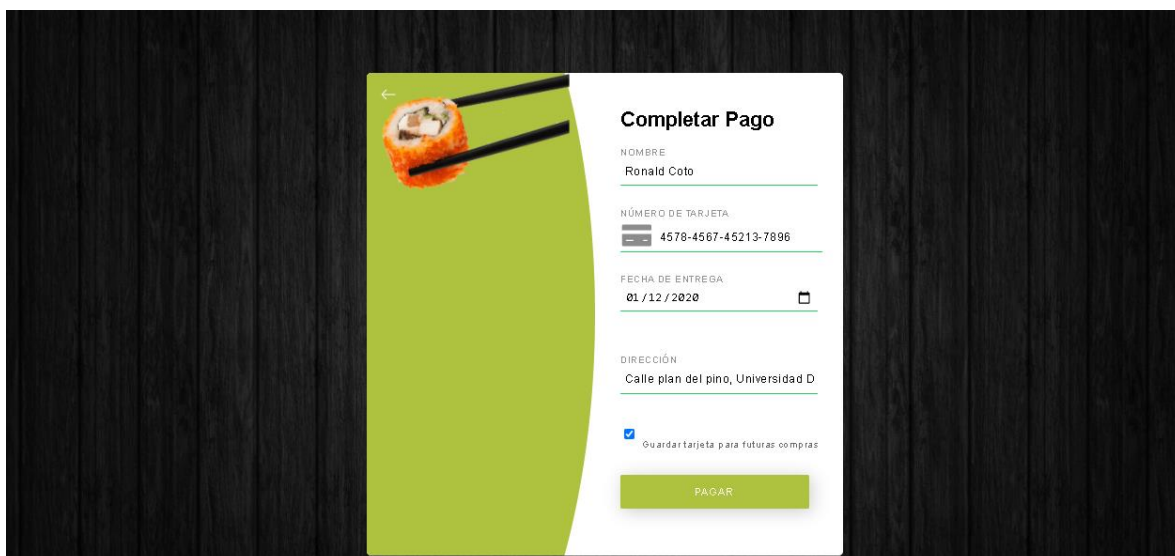 Completar Pago
NOMBRE
Ronald Coto
NÚMERO DE TARJETA
4578-4567-45213-7896
FECHA DE ENTREGA
01/12/2020
DIRECCIÓN
Calle plan del pino, Universidad D
Guardar tarjeta para futuras compras
PAGAR